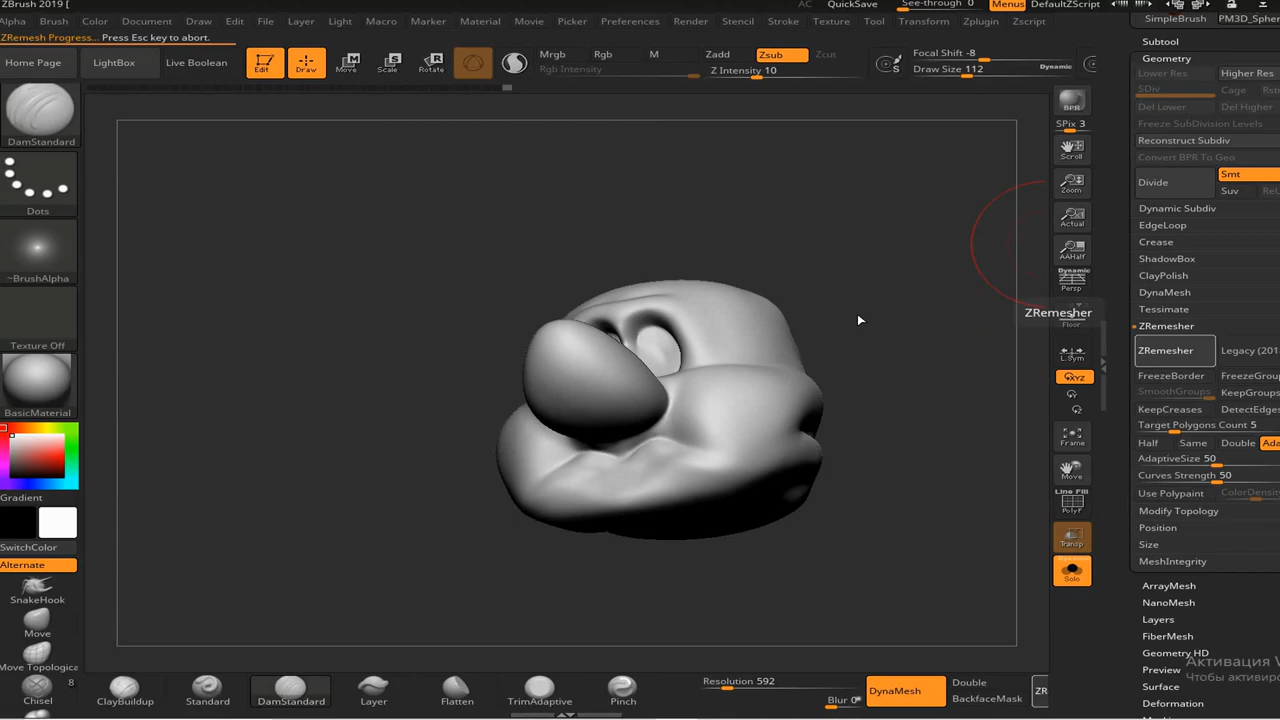 ZBrush 2019 [
AC QuickSave See-through 0 Menus DefaultZScript
Alpha Brush Color Document Draw Edit File Layer Light Macro Marker Material Movie Picker Preferences Render Stencil Stroke Texture Tool Transform Zplugin Zscript
SimpleBrush PM3D_Spher
ZRemesh Progress... Press Esc key to abort.
Home Page LightBox Live Boolean
Edit Draw Move Scale Rotate
Mrgb Rgb M Zadd Zsub Zcut
Rgb Intensity Z Intensity 10
Focal Shift -8
Draw Size 112 Dynamic
DamStandard
Dots
~BrushAlpha
Texture Off
BasicMaterial
Gradient
SwitchColor
Alternate
SnakeHook
Move
Move Topologica
Chisel 8
ClayBuildup Standard DamStandard Layer Flatten TrimAdaptive Pinch
Resolution 592
Blur 0
DynaMesh
Double
BackfaceMask
ZR
BPR
SPix 3
Scroll
Zoom
Actual
AAHalf
Dynamic
Persp
ZRemesher
Floor
L.Sym
XYZ
Frame
Move
Line Fill
PolyF
Transp
Solo
Subtool
Geometry
Lower Res Higher Res
SDiv Cage Rstr
Del Lower Del Higher
Freeze SubDivision Levels
Reconstruct Subdiv
Convert BPR To Geo
Divide Smt
Suv ReU
Dynamic Subdiv
EdgeLoop
Crease
ShadowBox
ClayPolish
DynaMesh
Tessimate
ZRemesher
ZRemesher Legacy (201
FreezeBorder FreezeGrou
SmoothGroups KeepGroups
KeepCreases DetectEdges
Target Polygons Count 5
Half Same Double Ada
AdaptiveSize 50
Curves Strength 50
Use Polypaint ColorDensity
Modify Topology
Position
Size
MeshIntegrity
ArrayMesh
NanoMesh
Layers
FiberMesh
Geometry HD
Preview
Surface
Deformation
Активация V
Чтобы активиро